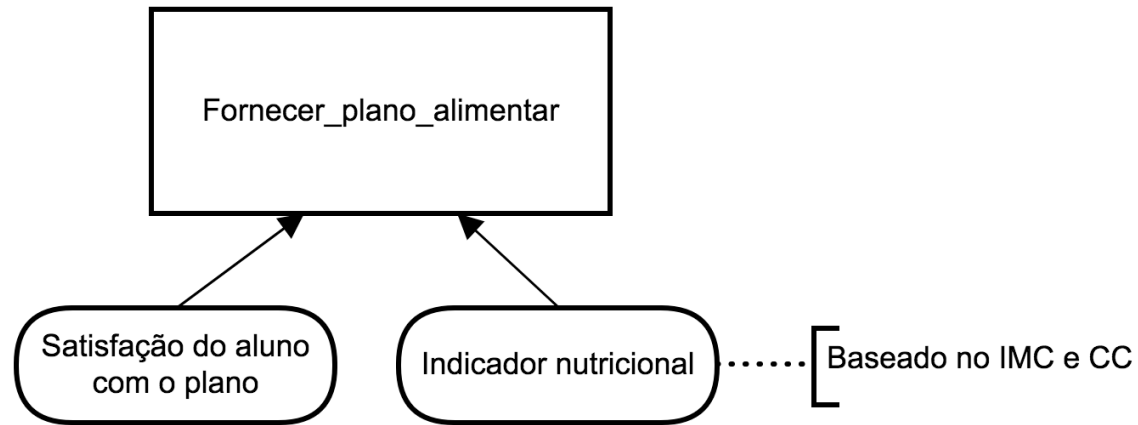 Fornecer_plano_alimentar
Satisfação do aluno
com o plano
Indicador nutricional
Baseado no IMC e CC